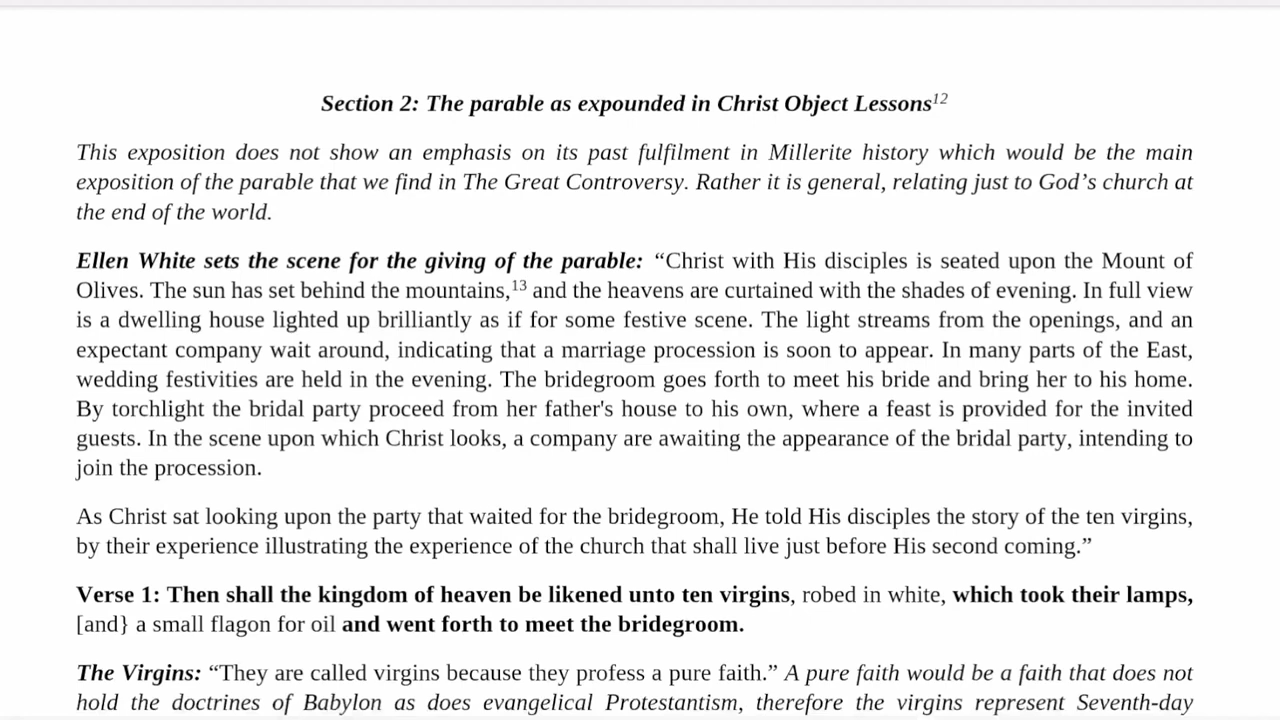 Section 2: The parable as expounded in Christ Object Lessons12
This exposition does not show an emphasis on its past fulfilment in Millerite history which would be the main
exposition of the parable that we find in The Great Controversy. Rather it is general, relating just to God’s church at
the end of the world.
Ellen White sets the scene for the giving of the parable: “Christ with His disciples is seated upon the Mount of
Olives. The sun has set behind the mountains,13 and the heavens are curtained with the shades of evening. In full view
is a dwelling house lighted up brilliantly as if for some festive scene. The light streams from the openings, and an
expectant company wait around, indicating that a marriage procession is soon to appear. In many parts of the East,
wedding festivities are held in the evening. The bridegroom goes forth to meet his bride and bring her to his home.
By torchlight the bridal party proceed from her father's house to his own, where a feast is provided for the invited
guests. In the scene upon which Christ looks, a company are awaiting the appearance of the bridal party, intending to
join the procession.
As Christ sat looking upon the party that waited for the bridegroom, He told His disciples the story of the ten virgins,
by their experience illustrating the experience of the church that shall live just before His second coming.”
Verse 1: Then shall the kingdom of heaven be likened unto ten virgins, robed in white, which took their lamps,
[and} a small flagon for oil and went forth to meet the bridegroom.
The Virgins: “They are called virgins because they profess a pure faith.” A pure faith would be a faith that does not
hold the doctrines of Babylon as does evangelical Protestantism, therefore the virgins represent Seventh-day